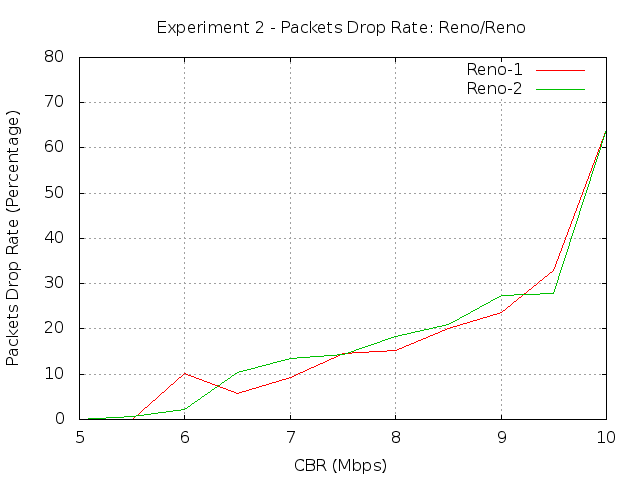 Experiment 2 - Packets Drop Rate: Reno/Reno
80
70
60
50
40
30
20
10
0
Packets Drop Rate (Percentage)
Reno-1
Reno-2
5 6 7 8 9 10
CBR (Mbps)